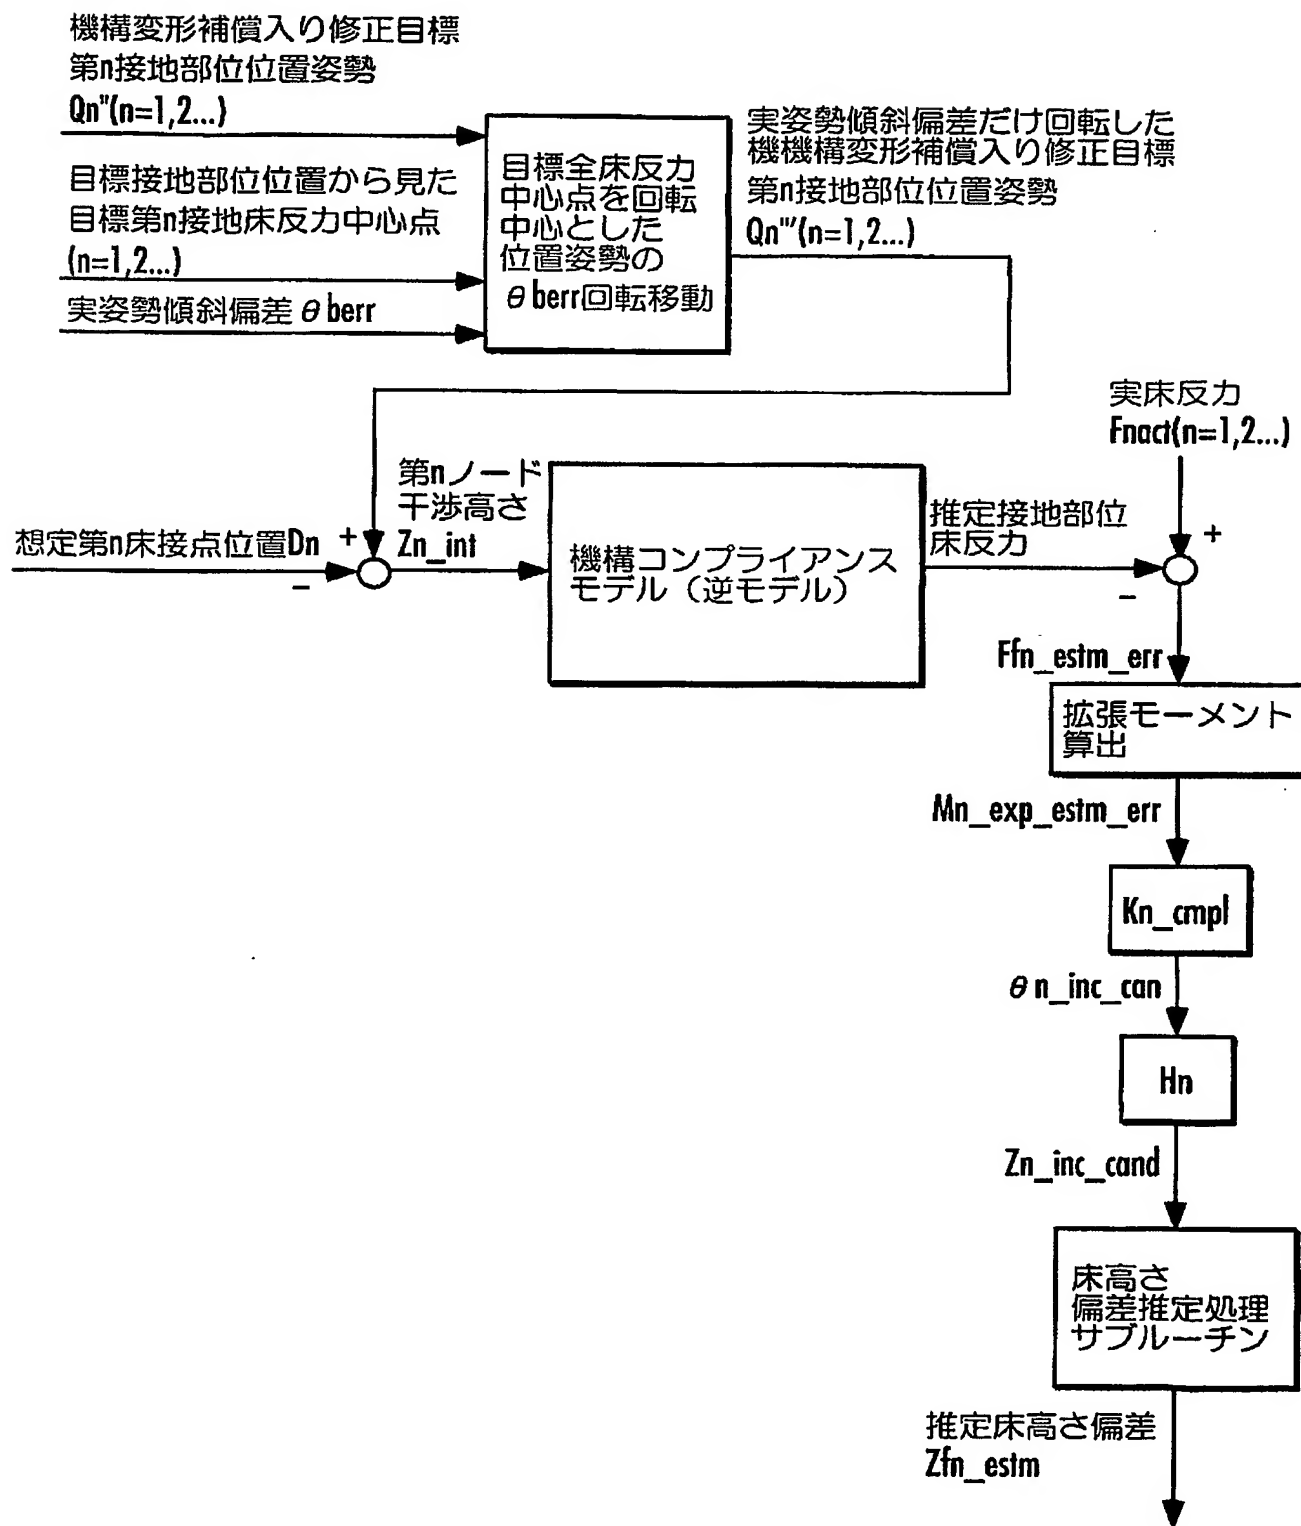 機構変形補償入り修正目標
第n接地部位位置姿勢
Qn"(n=1,2...)
目標接地部位位置から見た
目標第n接地床反力中心点
(n=1,2...)
実姿勢傾斜偏差 θ berr
目標全床反力
中心点を回転
中心とした
位置姿勢の
θ berr回転移動
実姿勢傾斜偏差だけ回転した
機機構変形補償入り修正目標
第n接地部位位置姿勢
Qn'"(n=1,2...)
実床反力
Fnact(n=1,2...)
想定第n床接点位置Dn
+
−
第nノード
干渉高さ
Zn_int
機構コンプライアンス
モデル（逆モデル）
推定接地部位
床反力
+
−
Ffn_estm_err
拡張モーメント
算出
Mn_exp_estm_err
Kn_cmpl
θ n_inc_can
Hn
Zn_inc_cand
床高さ
偏差推定処理
サブルーチン
推定床高さ偏差
Zfn_estm